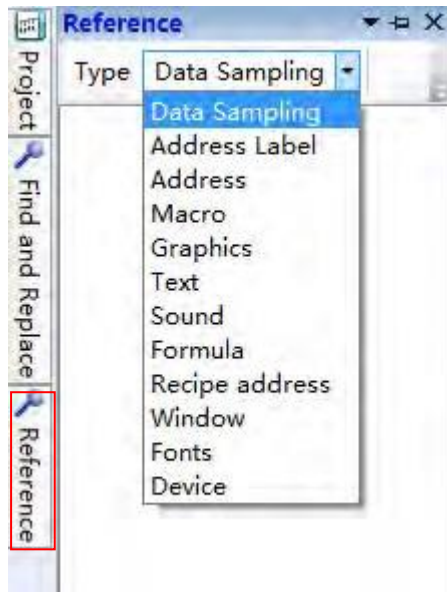 Reference
Type Data Sampling
Data Sampling
Address Label
Address
Macro
Graphics
Text
Sound
Formula
Recipe address
Window
Fonts
Device
Project
Find and Replace
Reference